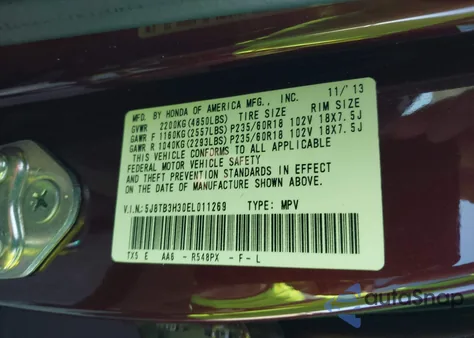 MFD. BY HONDA OF AMERICA MFG., INC. 11/13
GVWR 2200KG(4850LBS) TIRE SIZE RIM SIZE
GAWR F 1160KG(2557LBS) P235/60R18 102V 18X7.5J
GAWR R 1040KG(2293LBS) P235/60R18 102V 18X7.5J
THIS VEHICLE CONFORMS TO ALL APPLICABLE
FEDERAL MOTOR VEHICLE SAFETY
AND THEFT PREVENTION STANDARDS IN EFFECT
ON THE DATE OF MANUFACTURE SHOWN ABOVE.
V.I.N.: 5J8TB3H30EL011269 TYPE: MPV
TX5 E AA6 - R548PX - F - L
autoSnap